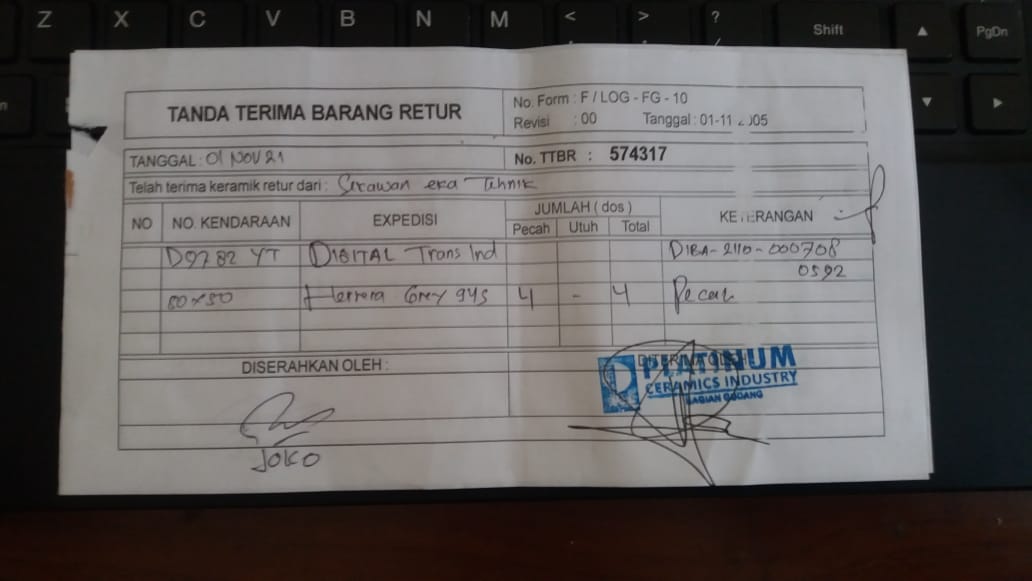 Z X C V B N M < > ? Shift PgDn
TANDA TERIMA BARANG RETUR
No. Form : F / LOG - FG - 10
Revisi : 00 Tanggal : 01-11 2005
TANGGAL : 01 NOV 21
No. TTBR : 574317
Telah terima keramik retur dari : Setiawan eka Tehnik
NO NO. KENDARAAN EXPEDISI JUMLAH ( dos ) KETERANGAN
Pecah Utuh Total
D9782 YT DIGITAL Trans Ind DIBA-2110-000708
0592
50x50 Herrera Grey 945 4 - 4 Pecah
DISERAHKAN OLEH : DITERIMA OLEH
PLATINUM
CERAMICS INDUSTRY
BAGIAN GUDANG
JOKO